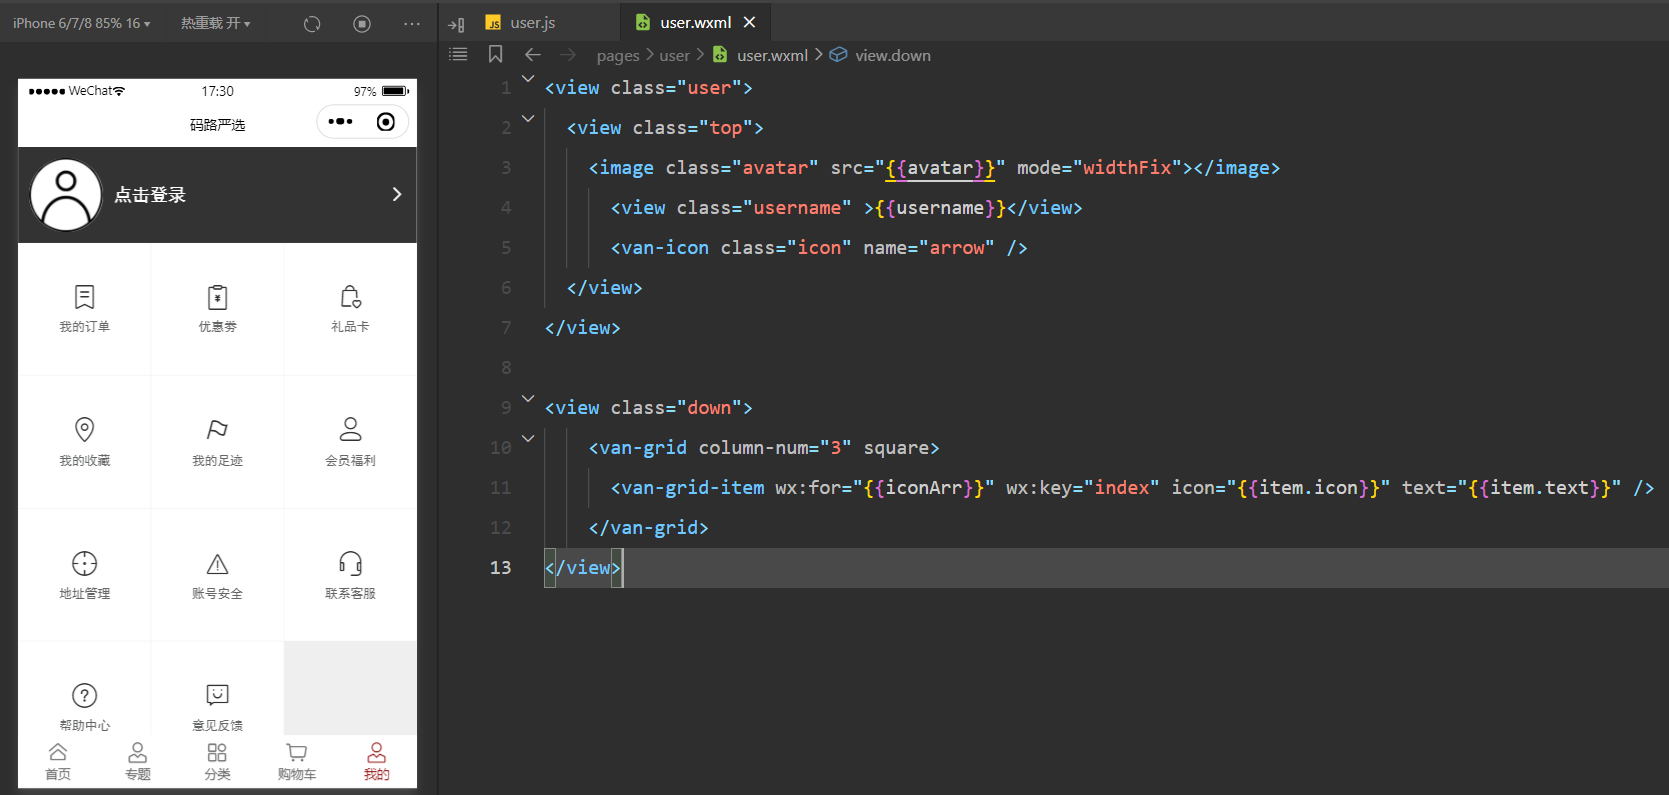 iPhone 6/7/8 85% 16
热重载 开
user.js
user.wxml
pages
user
user.wxml
view.down
WeChat
17:30
97%
码路严选
点击登录
我的订单
优惠劵
礼品卡
我的收藏
我的足迹
会员福利
地址管理
账号安全
联系客服
帮助中心
意见反馈
首页
专题
分类
购物车
我的
1 <view class="user">
2 <view class="top">
3 <image class="avatar" src="{{avatar}}" mode="widthFix"></image>
4 <view class="username" >{{username}}</view>
5 <van-icon class="icon" name="arrow" />
6 </view>
7 </view>
8
9 <view class="down">
10 <van-grid column-num="3" square>
11 <van-grid-item wx:for="{{iconArr}}" wx:key="index" icon="{{item.icon}}" text="{{item.text}}" />
12 </van-grid>
13 </view>